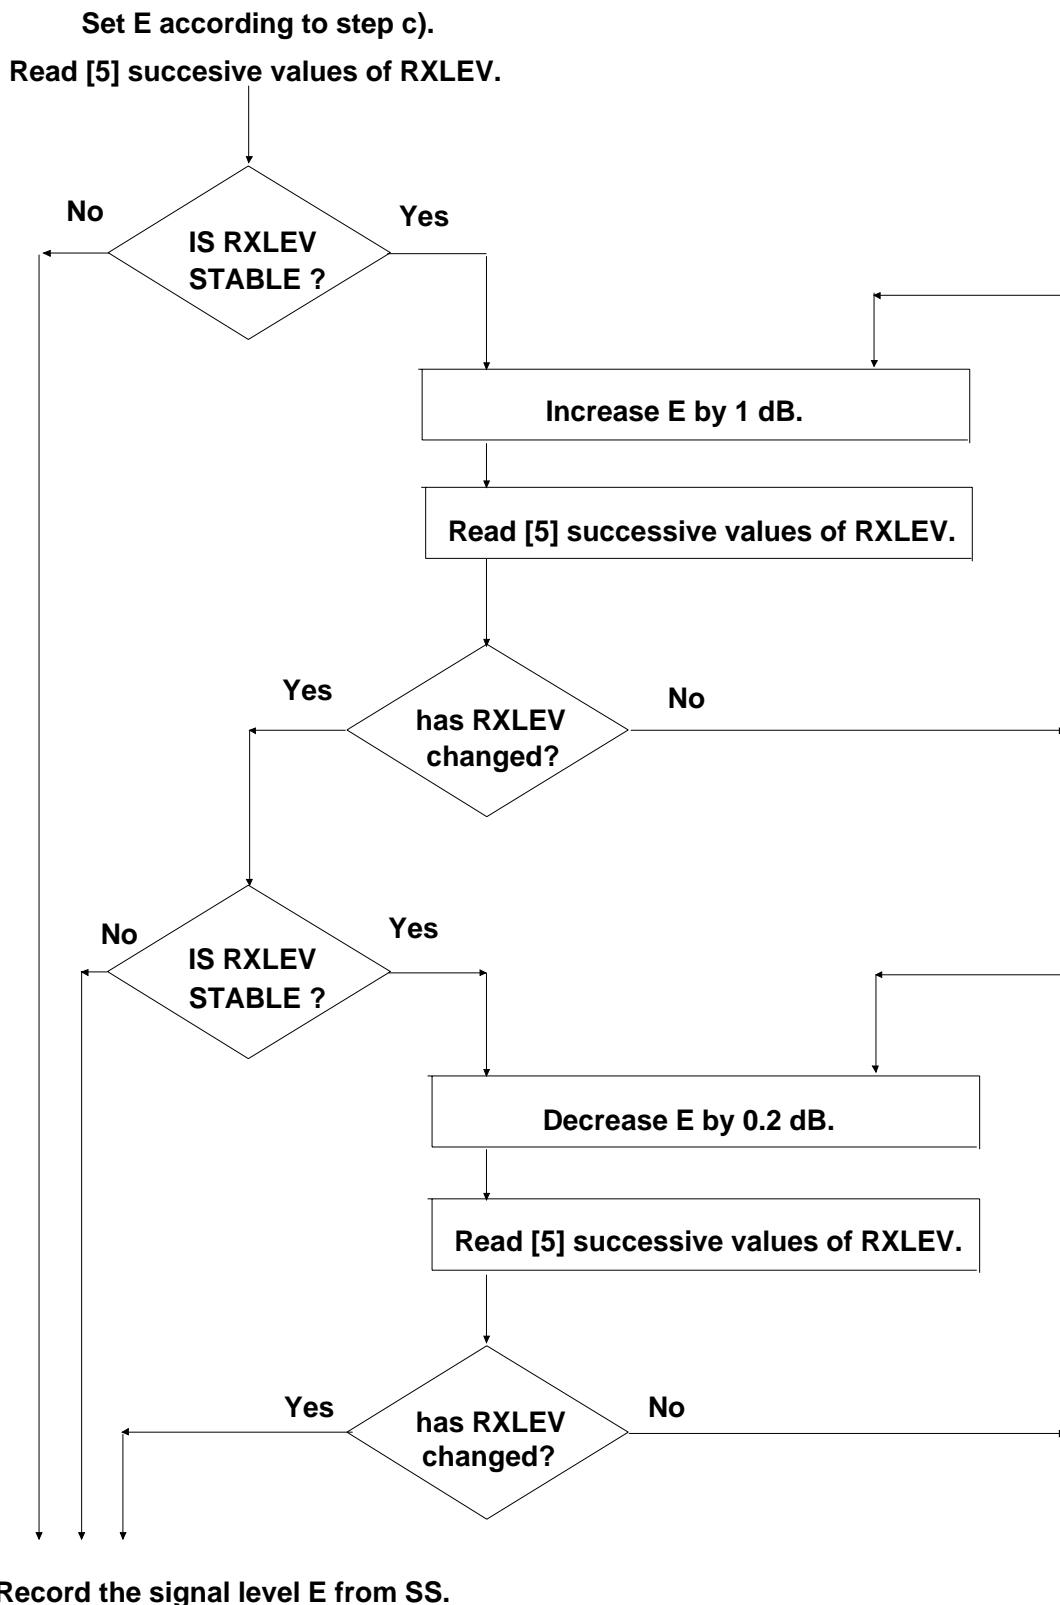 Set E according to step c).
Read [5] succesive values of RXLEV.
No
Yes
IS RXLEV
STABLE ?
Increase E by 1 dB.
Read [5] successive values of RXLEV.
Yes
No
has RXLEV
changed?
No
Yes
IS RXLEV
STABLE ?
Decrease E by 0.2 dB.
Read [5] successive values of RXLEV.
Yes
No
has RXLEV
changed?
Record the signal level E from SS.